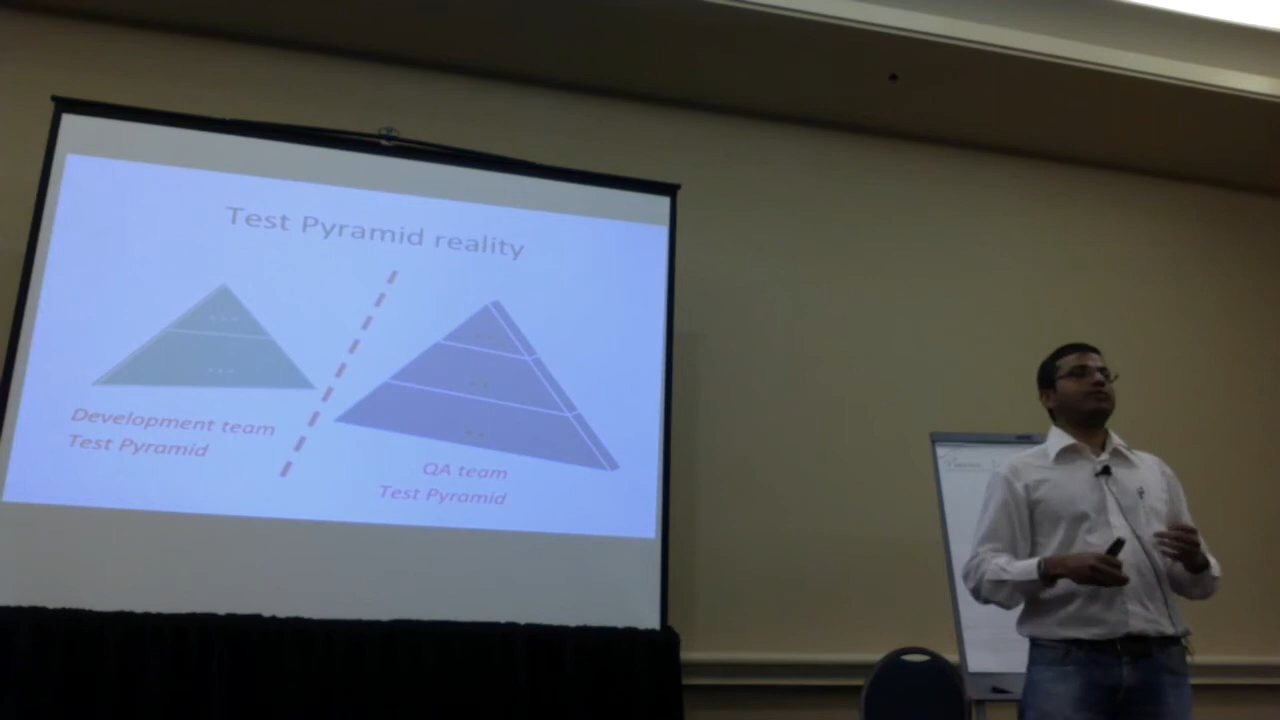 Test Pyramid reality
Development team
Test Pyramid
QA team
Test Pyramid